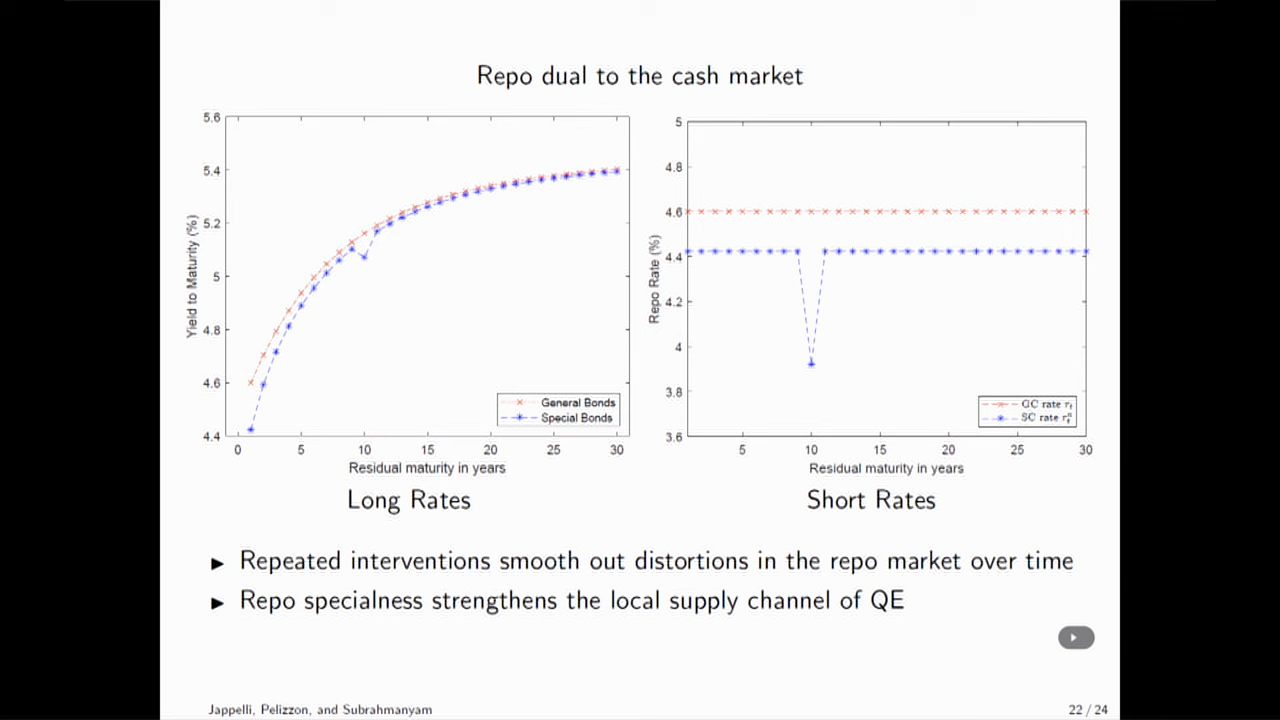 Repo dual to the cash market
5.6
5.4
5.2
5
4.8
4.6
4.4
Yield to Maturity (%)
0 5 10 15 20 25 30
Residual maturity in years
General Bonds
Special Bonds
Long Rates
5
4.8
4.6
4.4
4.2
4
3.8
3.6
Repo Rate (%)
5 10 15 20 25 30
Residual maturity in years
GC rate r
SC rate r
Short Rates
► Repeated interventions smooth out distortions in the repo market over time
► Repo specialness strengthens the local supply channel of QE
Jappelli, Pelizzon, and Subrahmanyam
22 / 24